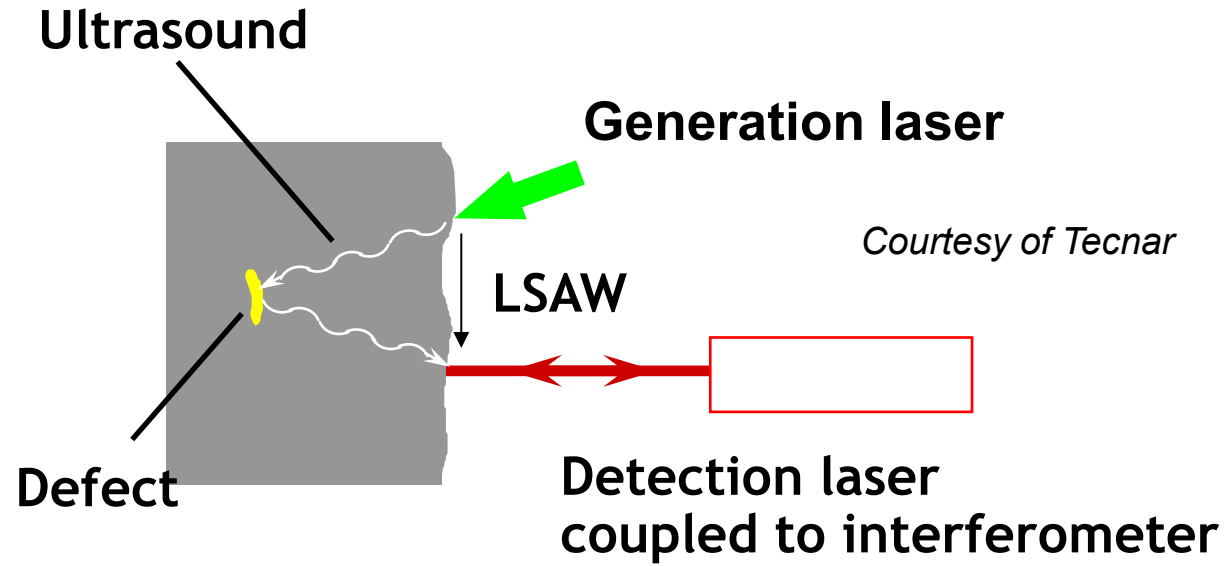 Ultrasound
Generation laser
Courtesy of Tecnar
LSAW
Defect
Detection laser
coupled to interferometer